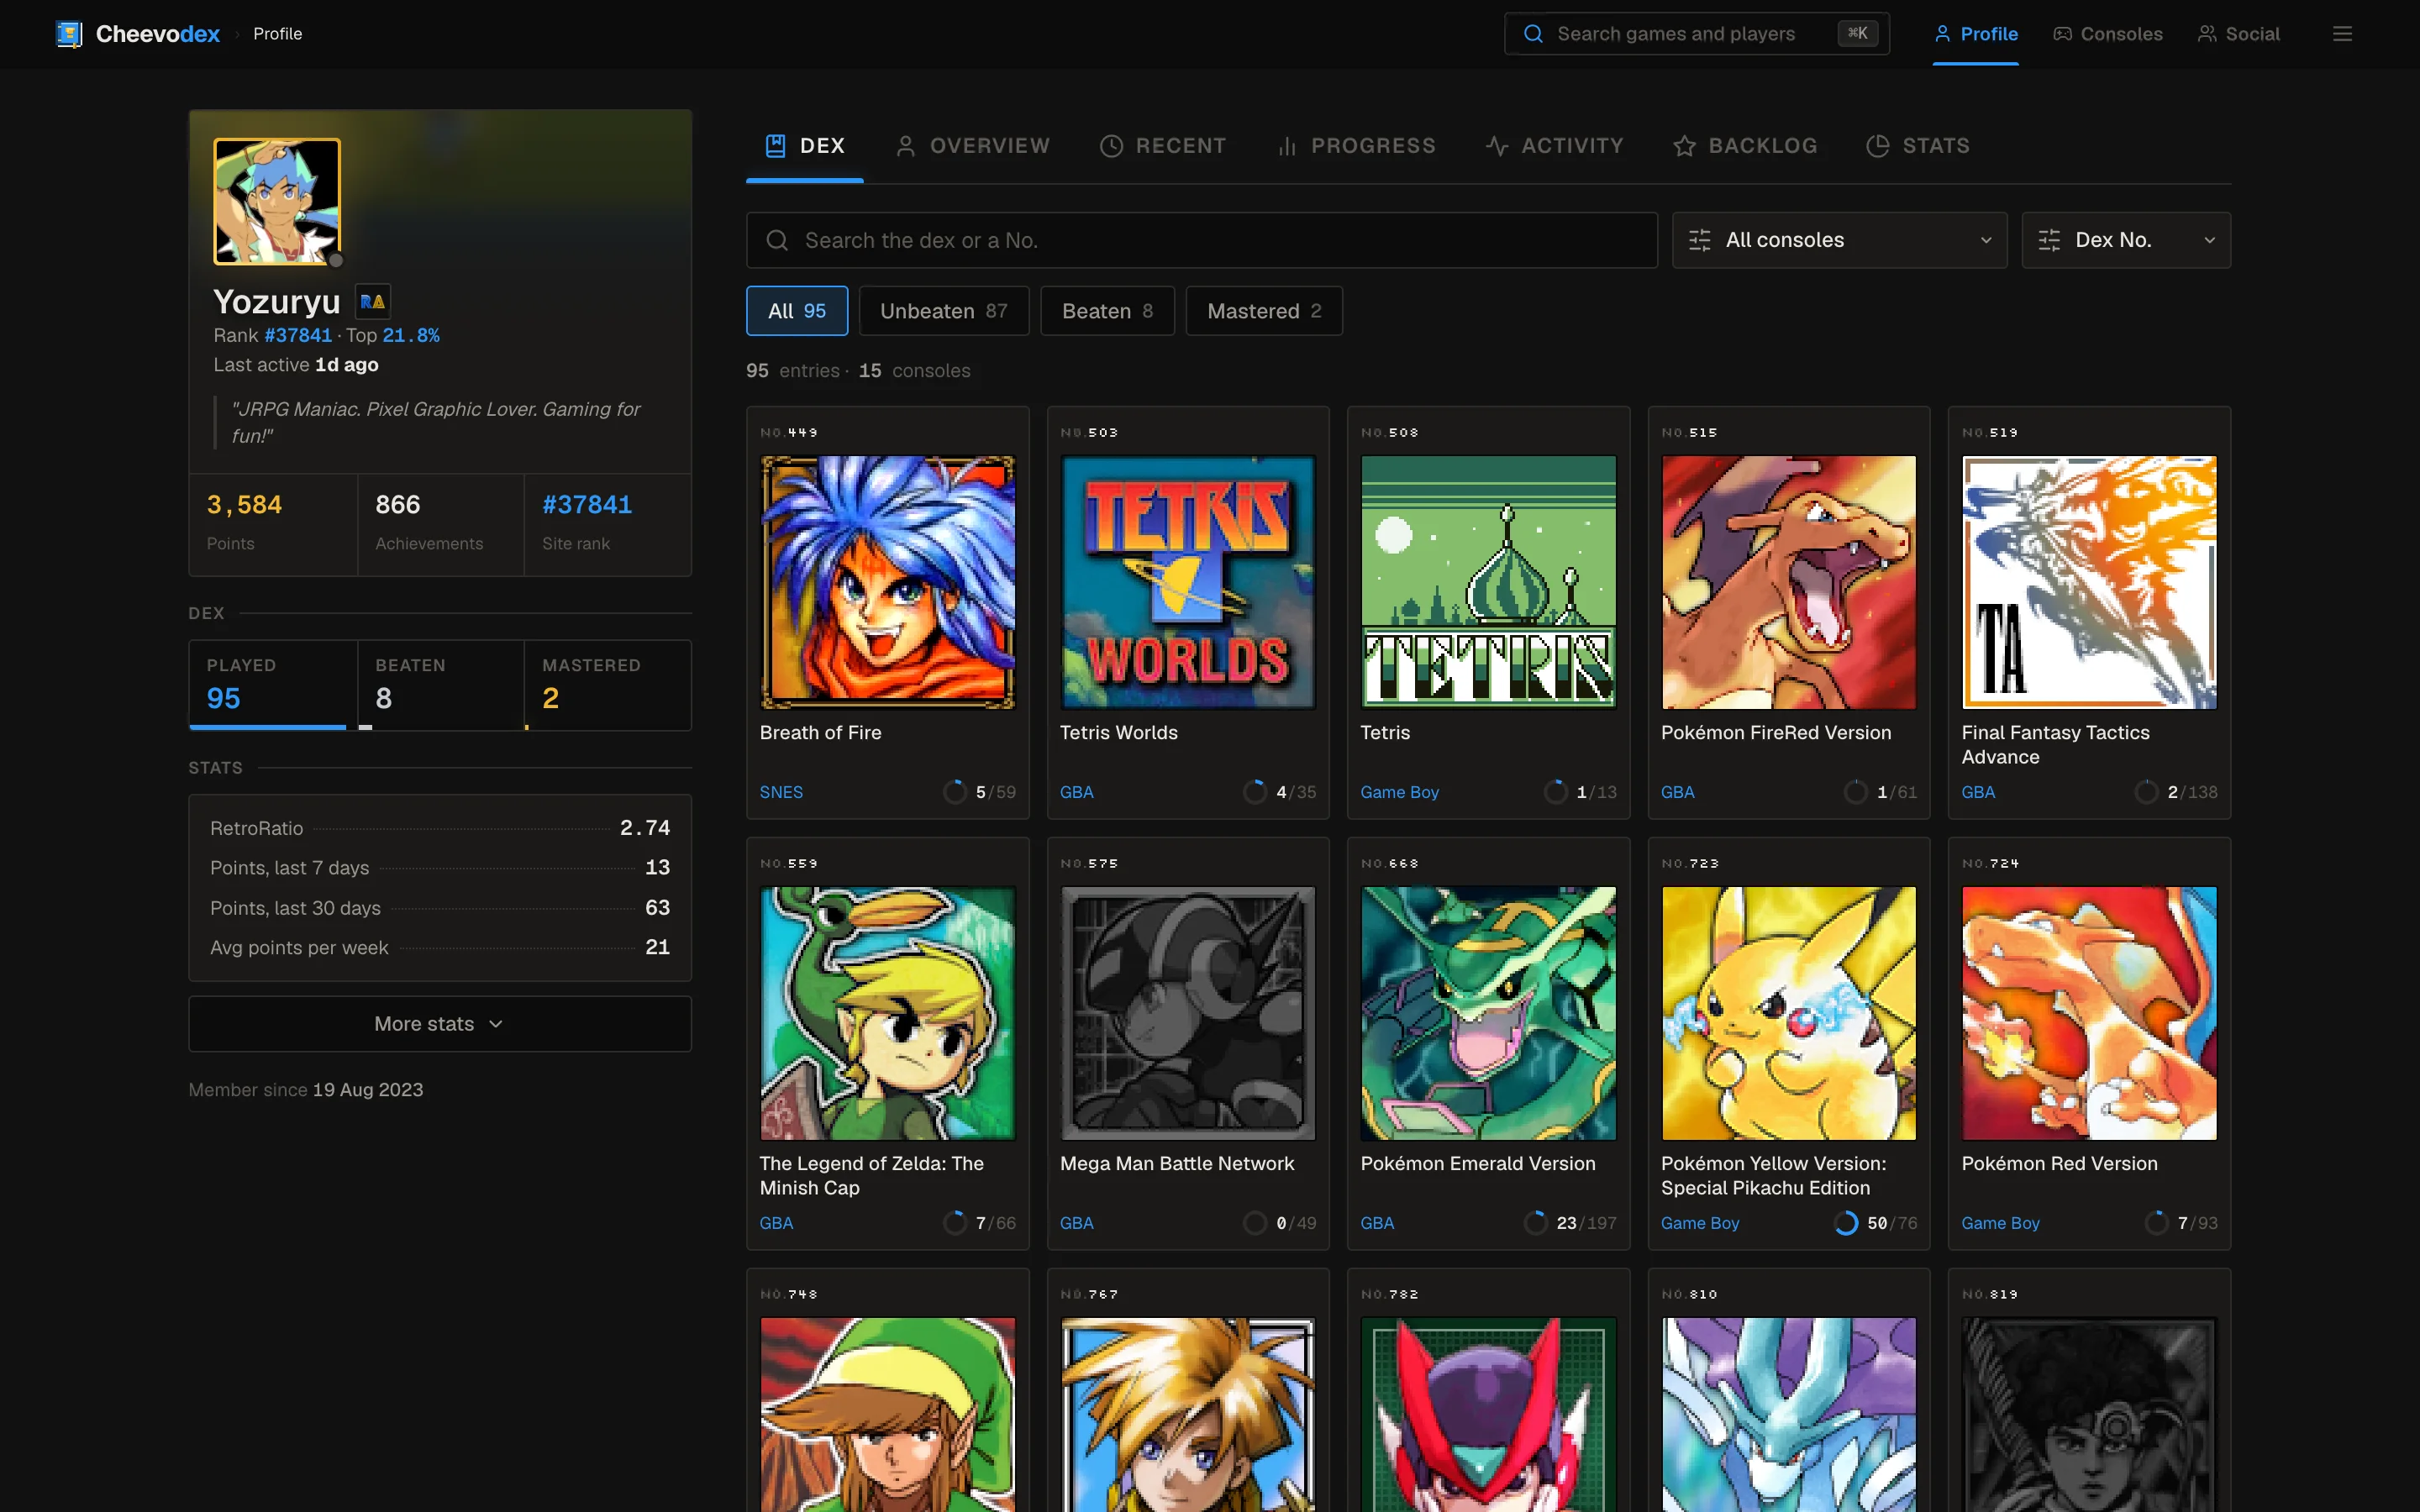 Cheevodex › Profile
Search games and players ⌘K
Profile
Consoles
Social
Yozuryu RA
Rank #37841 · Top 21.8%
Last active 1d ago
"JRPG Maniac. Pixel Graphic Lover. Gaming for
fun!"
3,584 866 #37841
Points Achievements Site rank
DEX
PLAYED BEATEN MASTERED
95 8 2
STATS
RetroRatio 2.74
Points, last 7 days 13
Points, last 30 days 63
Avg points per week 21
More stats
Member since 19 Aug 2023
DEX OVERVIEW RECENT PROGRESS ACTIVITY BACKLOG STATS
Search the dex or a No.
All consoles
Dex No.
All 95 Unbeaten 87 Beaten 8 Mastered 2
95 entries · 15 consoles
No.449
Breath of Fire
SNES 5/59
No.503
TETRIS
WORLDS
Tetris Worlds
GBA 4/35
No.508
TETRIS
Tetris
Game Boy 1/13
No.515
Pokémon FireRed Version
GBA 1/61
No.519
TA
Final Fantasy Tactics
Advance
GBA 2/138
No.559
The Legend of Zelda: The
Minish Cap
GBA 7/66
No.575
Mega Man Battle Network
GBA 0/49
No.668
Pokémon Emerald Version
GBA 23/197
No.723
Pokémon Yellow Version:
Special Pikachu Edition
Game Boy 50/76
No.724
Pokémon Red Version
Game Boy 7/93
No.748
No.767
No.782
No.810
No.819